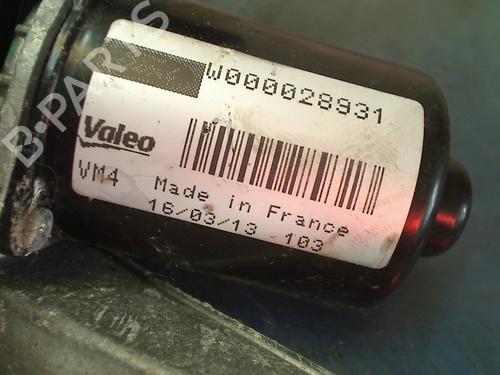 B-PARTS
W000028931
Valeo
VM4 Made in France
16/03/13 103